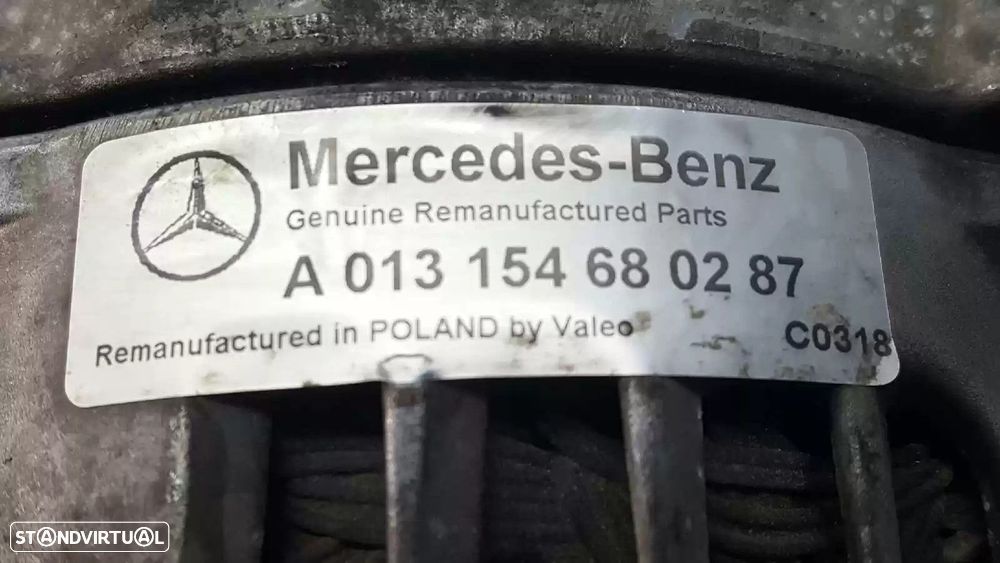 Mercedes-Benz
Genuine Remanufactured Parts
A 013 154 68 02 87
Remanufactured in POLAND by Valeo
C0318
STANDVIRTUAL